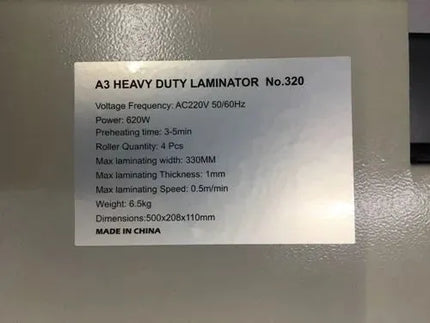 A3 HEAVY DUTY LAMINATOR No.320
Voltage Frequency: AC220V 50/60Hz
Power: 620W
Preheating time: 3-5min
Roller Quantity: 4 Pcs
Max laminating width: 330MM
Max laminating Thickness: 1mm
Max laminating Speed: 0.5m/min
Weight: 6.5kg
Dimensions:500x208x110mm
MADE IN CHINA